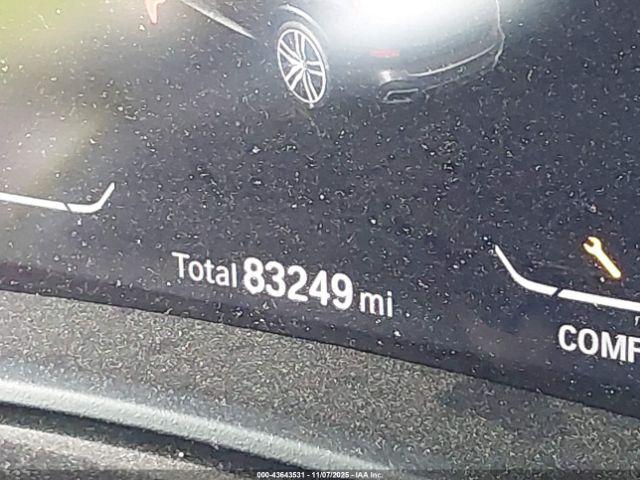 Total 83249 mi
COMF
000-43643531 - 11/07/2025 - IAA Inc.